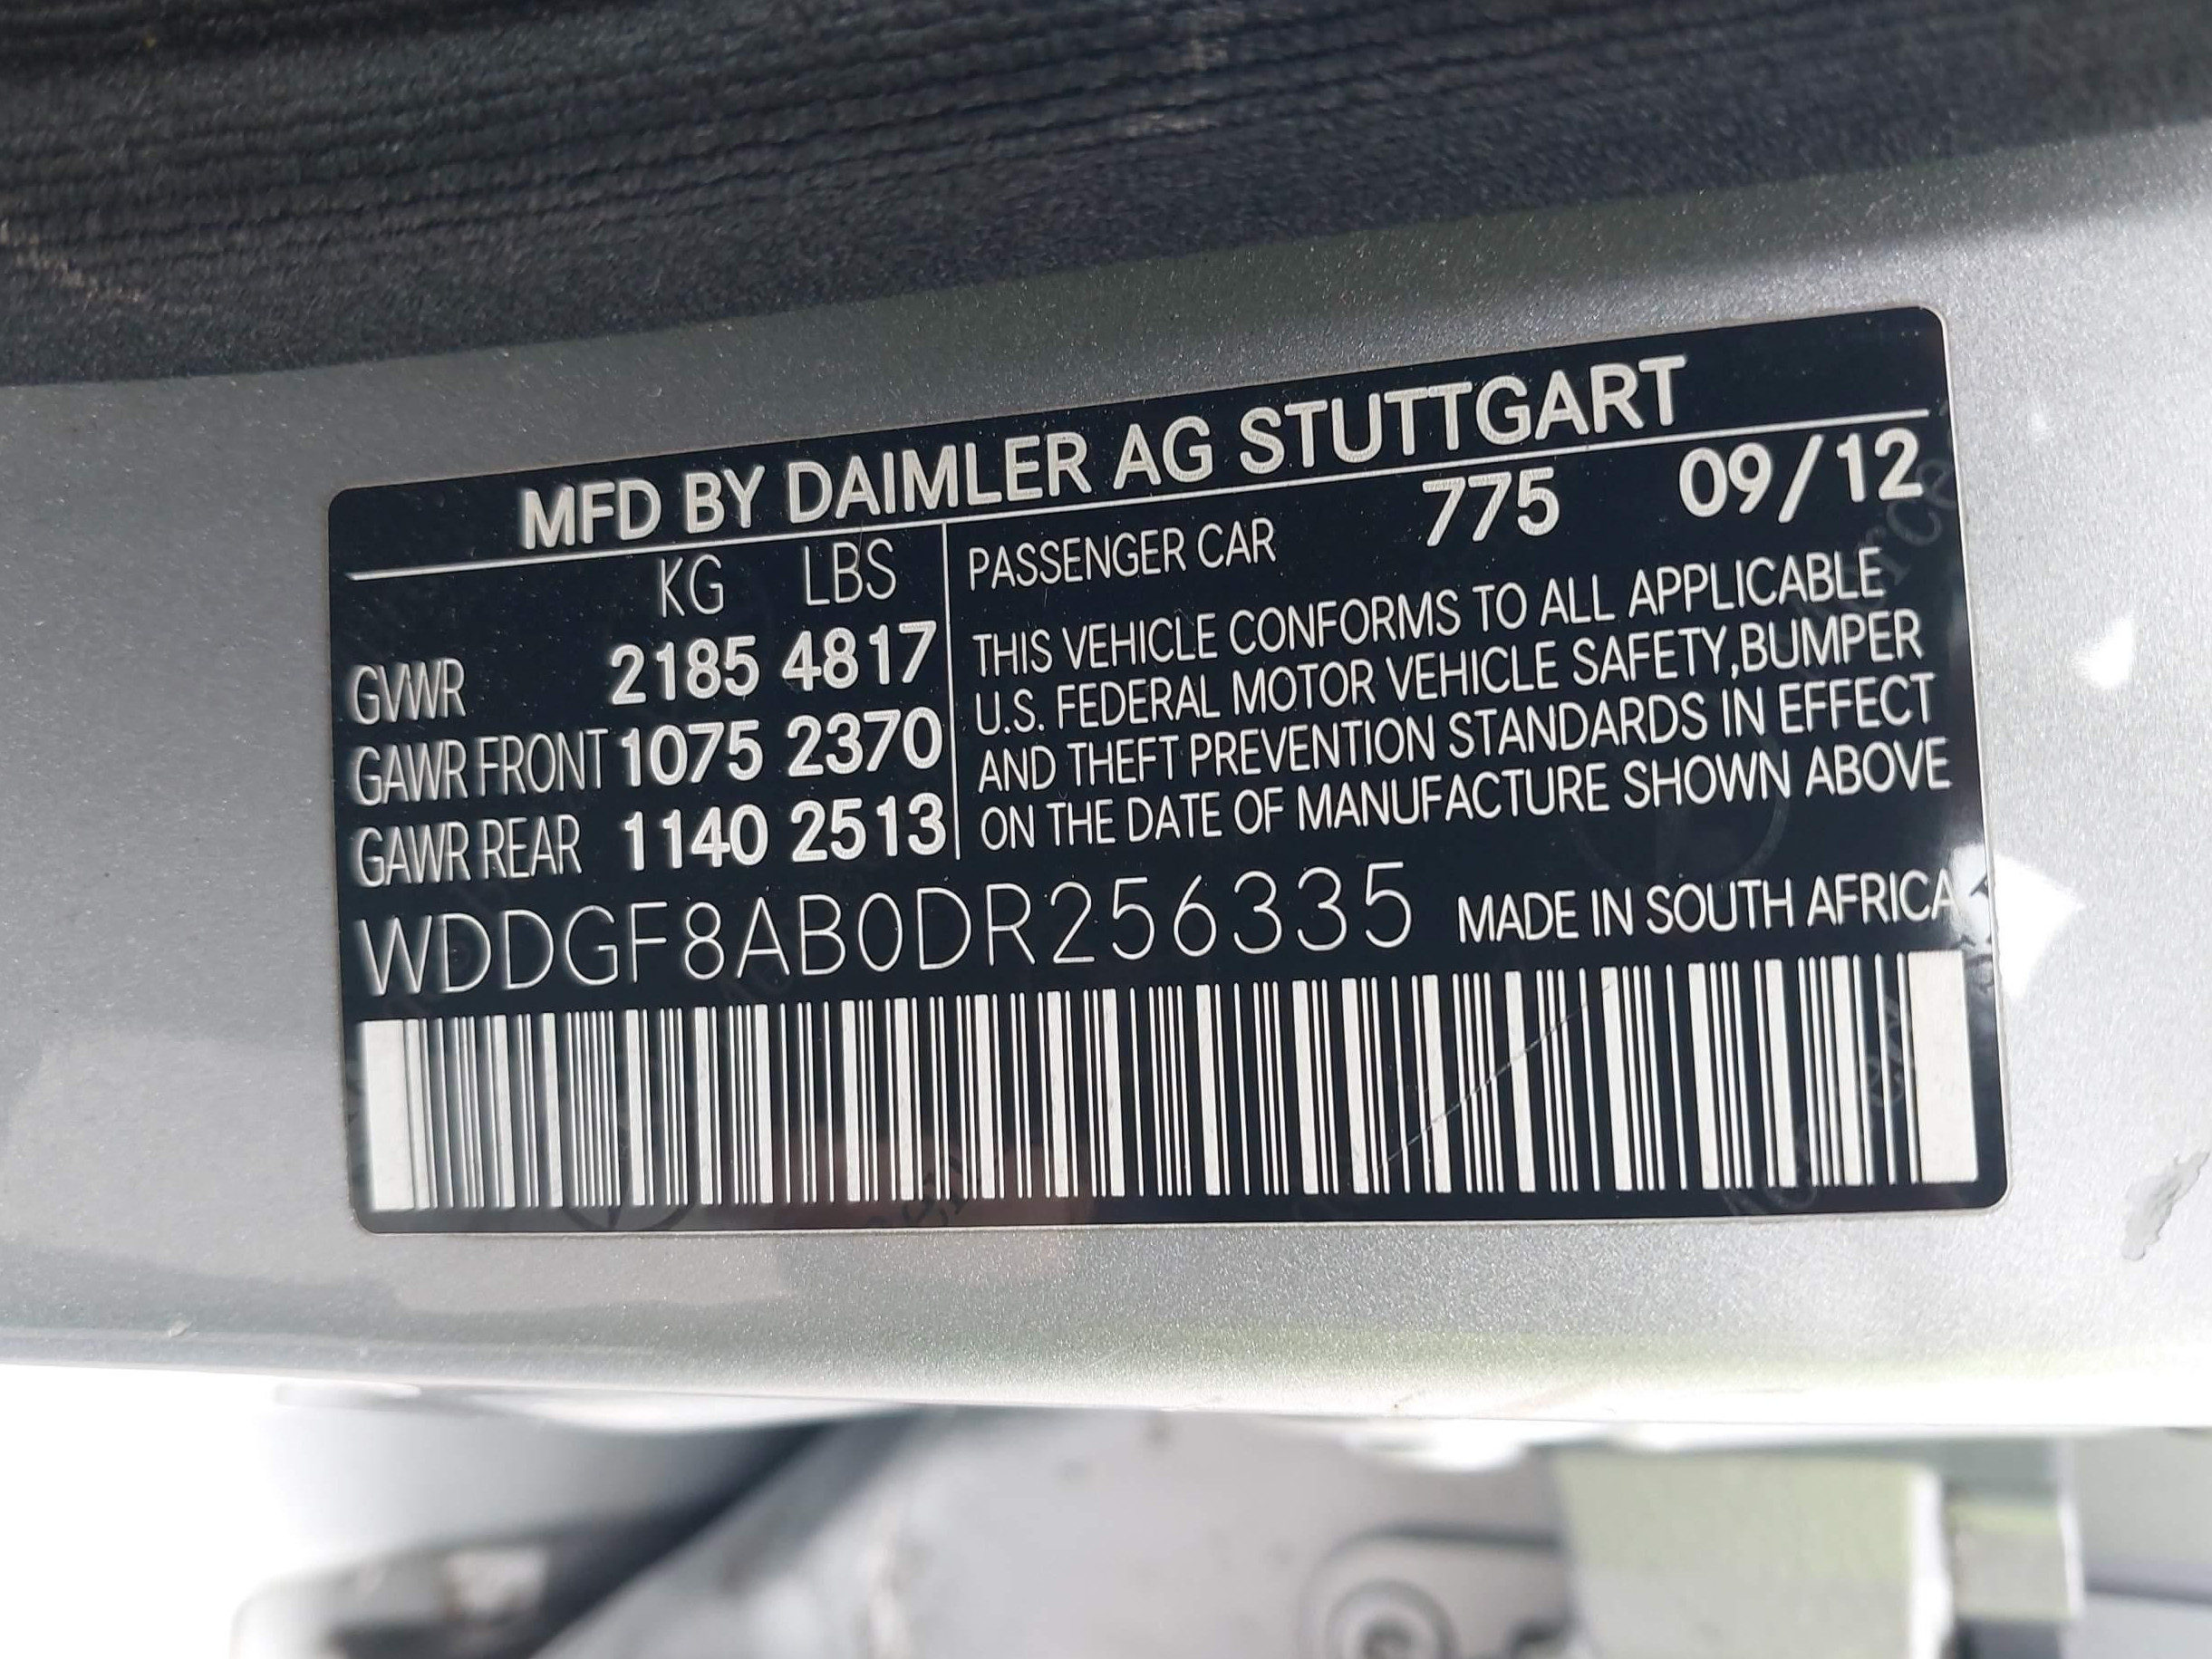 MFD BY DAIMLER AG STUTTGART
KG LBS
GVWR 2185 4817
GAWR FRONT 1075 2370
GAWR REAR 1140 2513
PASSENGER CAR 775 09/12
THIS VEHICLE CONFORMS TO ALL APPLICABLE
U.S. FEDERAL MOTOR VEHICLE SAFETY,BUMPER
AND THEFT PREVENTION STANDARDS IN EFFECT
ON THE DATE OF MANUFACTURE SHOWN ABOVE
WDDGF8AB0DR256335 MADE IN SOUTH AFRICA